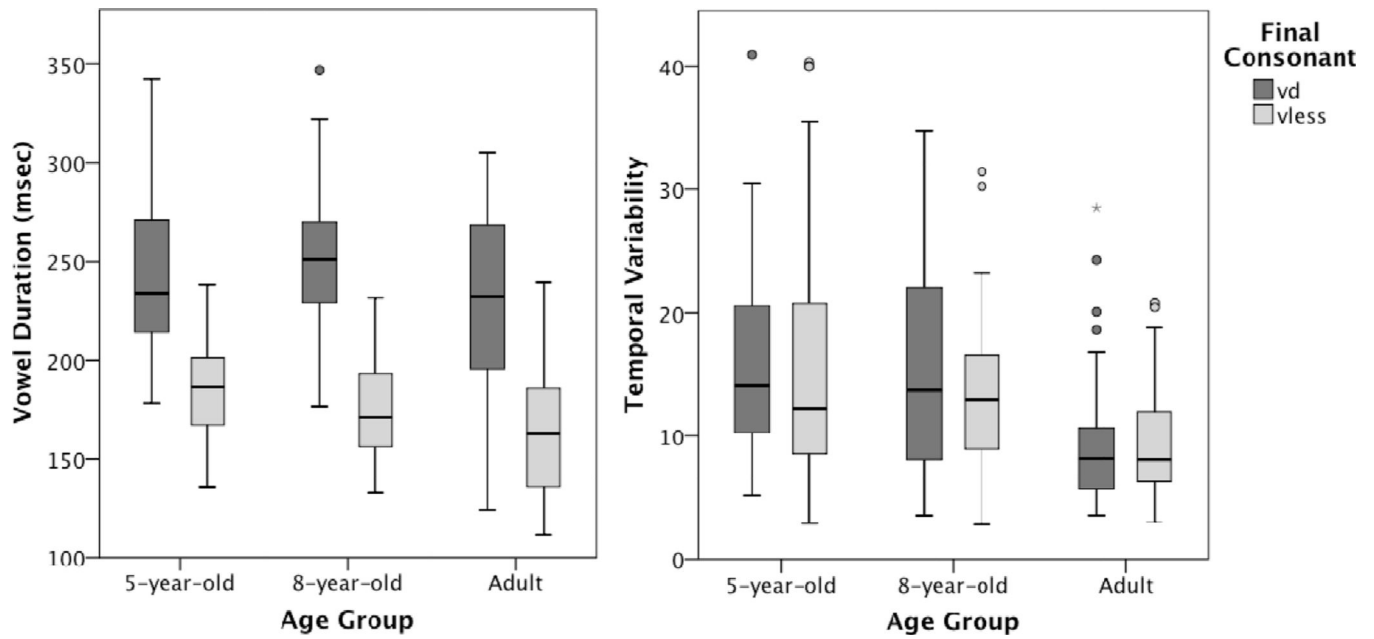 350
300
250
200
150
100
Vowel Duration (msec)
5-year-old 8-year-old Adult
Age Group
40
30
20
10
0
Temporal Variability
5-year-old 8-year-old Adult
Age Group
Final
Consonant
vd
vless